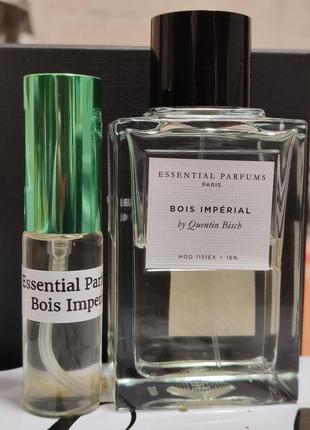 Essential Parf
Bois Imper
ESSENTIAL PARFUMS
PARIS
BOIS IMPÉRIAL
by Quentin Bisch
MOD 1151EX • 16%